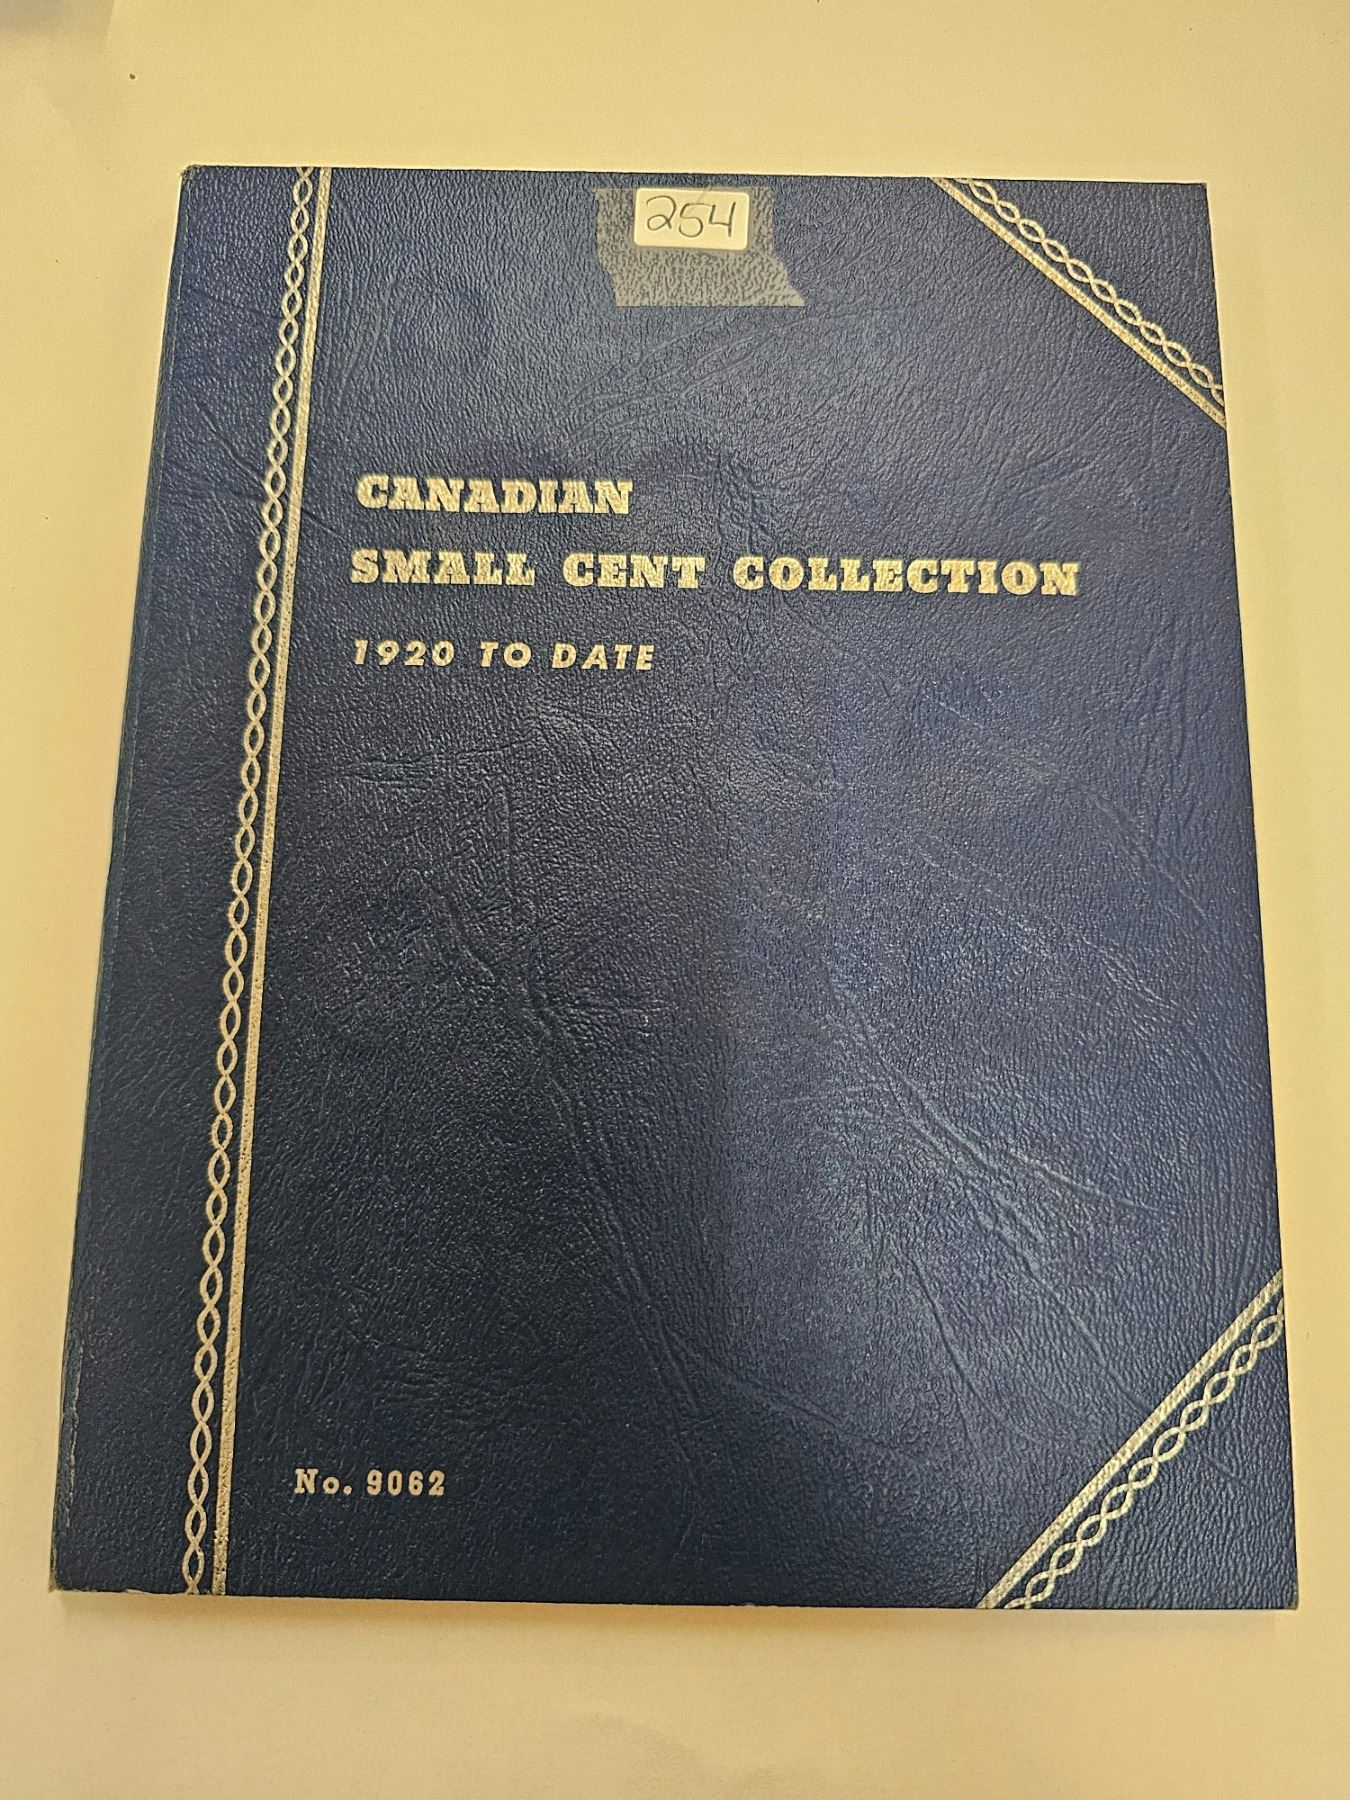 254
CANADIAN
SMALL CENT COLLECTION
1920 TO DATE
No. 9062